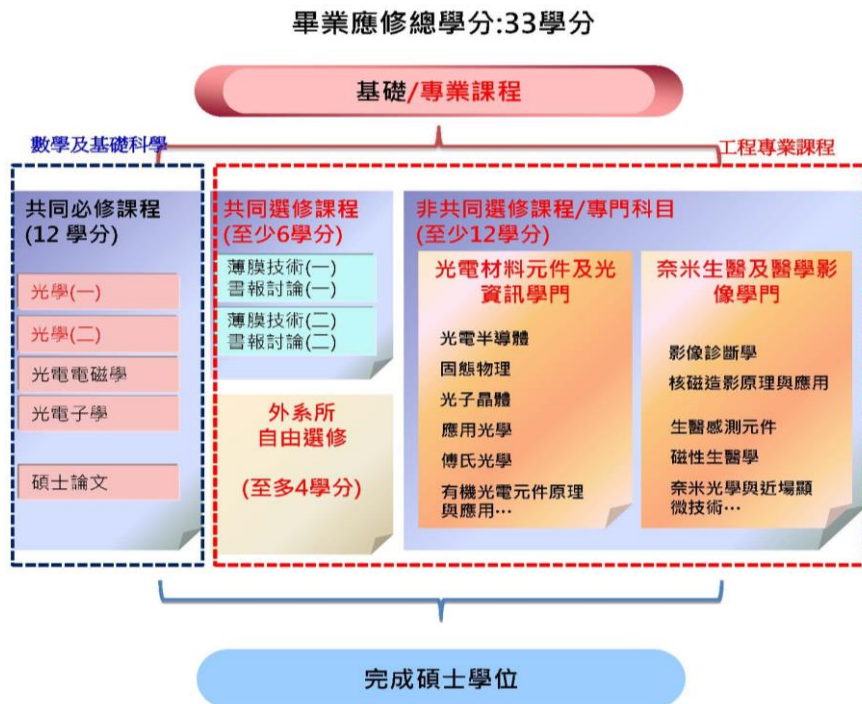 畢業應修總學分:33學分
基礎/專業課程
數學及基礎科學
工程專業課程
共同必修課程
(12 學分)
光學(一)
光學(二)
光電電磁學
光電子學
碩士論文
共同選修課程
(至少6學分)
薄膜技術(一)
書報討論(一)
薄膜技術(二)
書報討論(二)
外系所
自由選修
(至多4學分)
非共同選修課程/專門科目
(至少12學分)
光電材料元件及光
資訊學門
光電半導體
固態物理
光子晶體
應用光學
傅氏光學
有機光電元件原理
與應用…
奈米生醫及醫學影
像學門
影像診斷學
核磁造影原理與應用
生醫感測元件
磁性生醫學
奈米光學與近場顯
微技術…
完成碩士學位